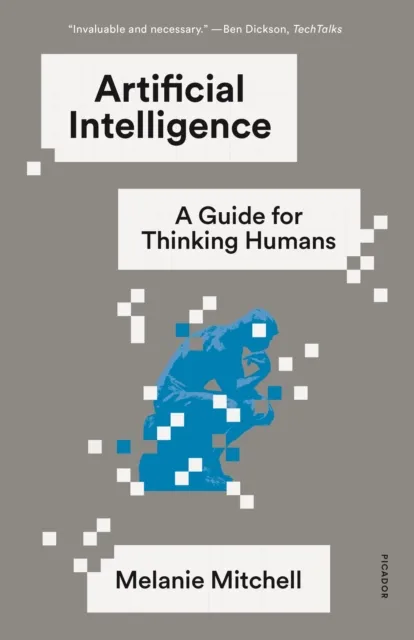 “Invaluable and necessary.” —Ben Dickson, TechTalks
Artificial
Intelligence
A Guide for
Thinking Humans
PICADOR
Melanie Mitchell